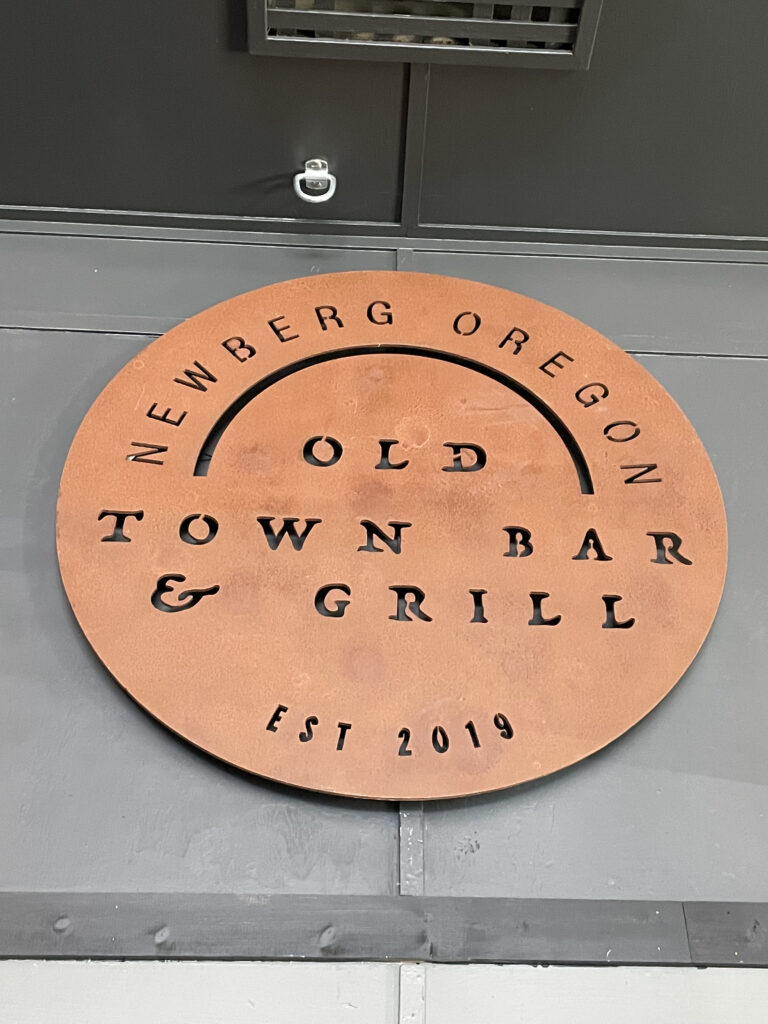 NEWBERG OREGON
OLD
TOWN BAR
& GRILL
EST 2019